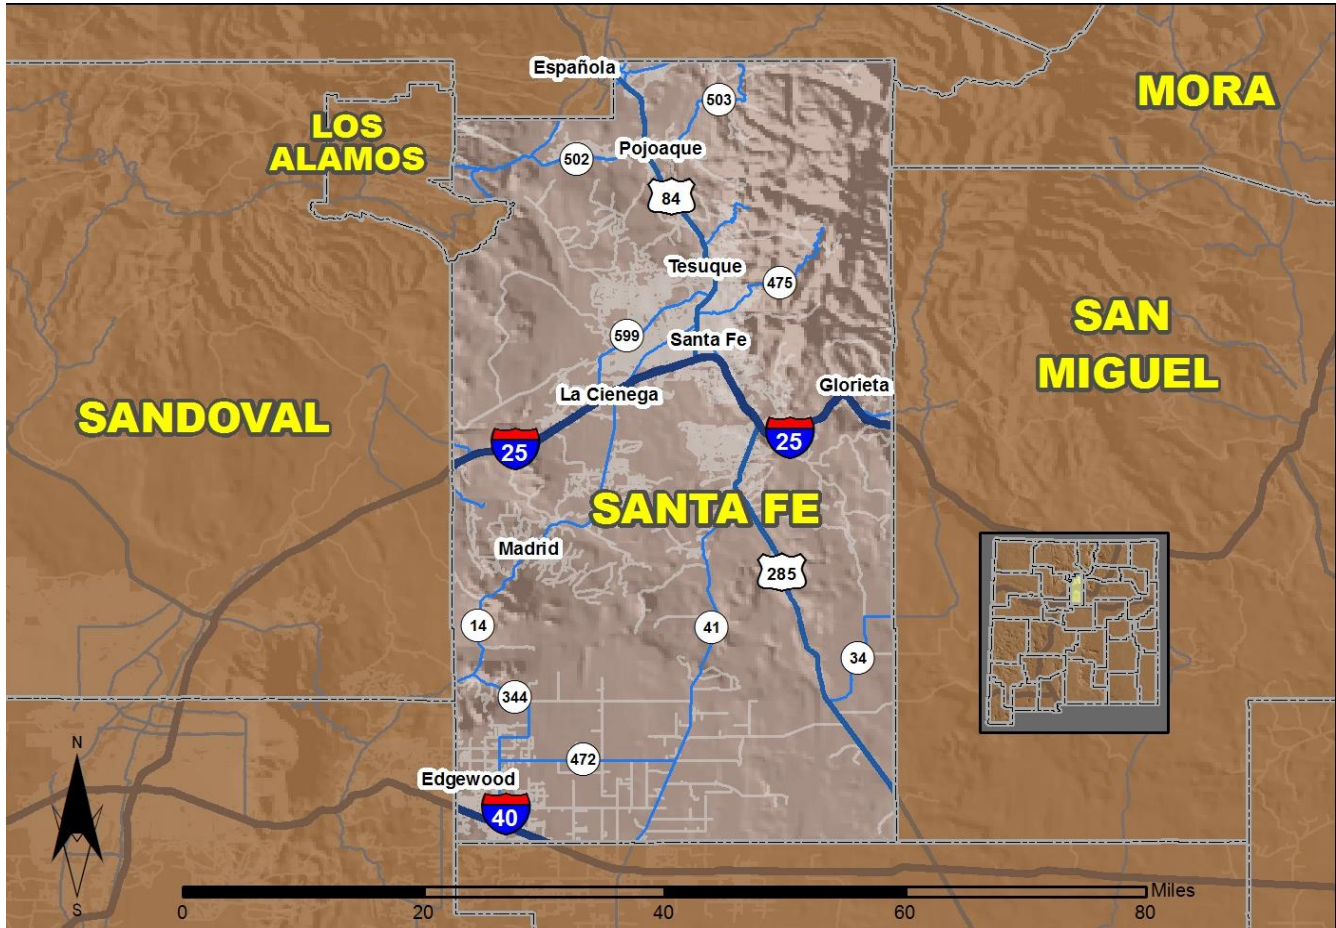 Española
MORA
503
LOS
ALAMOS
Pojoaque
502
84
Tesuque
475
SAN
MIGUEL
599
Santa Fe
Glorieta
La Cienega
SANDOVAL
25
25
SANTA FE
Madrid
285
14
41
34
344
N
472
Edgewood
40
S
Miles
0 20 40 60 80